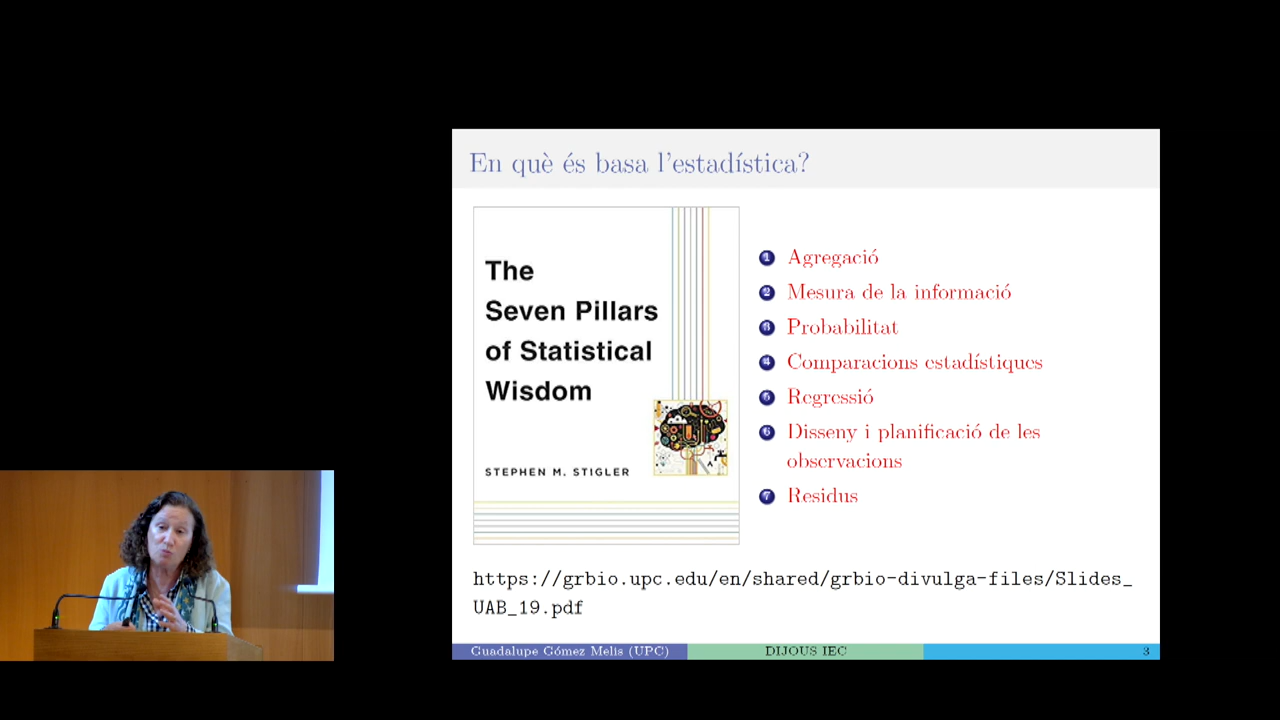 En què és basa l'estadística?
The
Seven Pillars
of Statistical
Wisdom
STEPHEN M. STIGLER
1 Agregació
2 Mesura de la informació
3 Probabilitat
4 Comparacions estadístiques
5 Regressió
6 Disseny i planificació de les
observacions
7 Residus
https://grbio.upc.edu/en/shared/grbio-divulga-files/Slides_
UAB_19.pdf
Guadalupe Gómez Melis (UPC) DIJOUS IEC 3